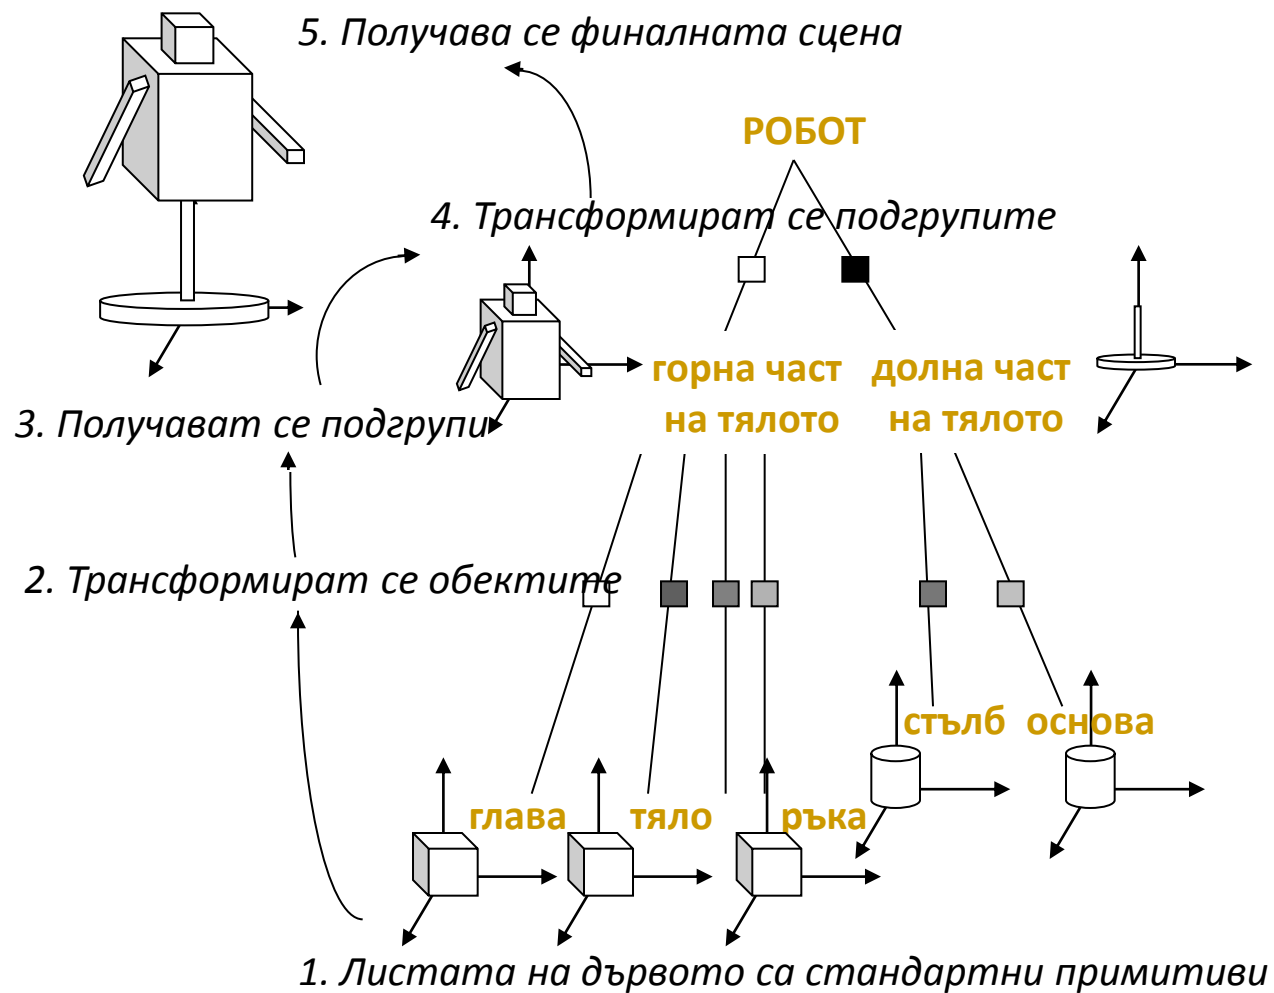 5. Получава се финалната сцена
РОБОТ
4. Трансформират се подгрупите
горна част
на тялото
долна част
на тялото
3. Получават се подгрупи
2. Трансформират се обектите
стълб
основа
глава
тяло
ръка
1. Листата на дървото са стандартни примитиви